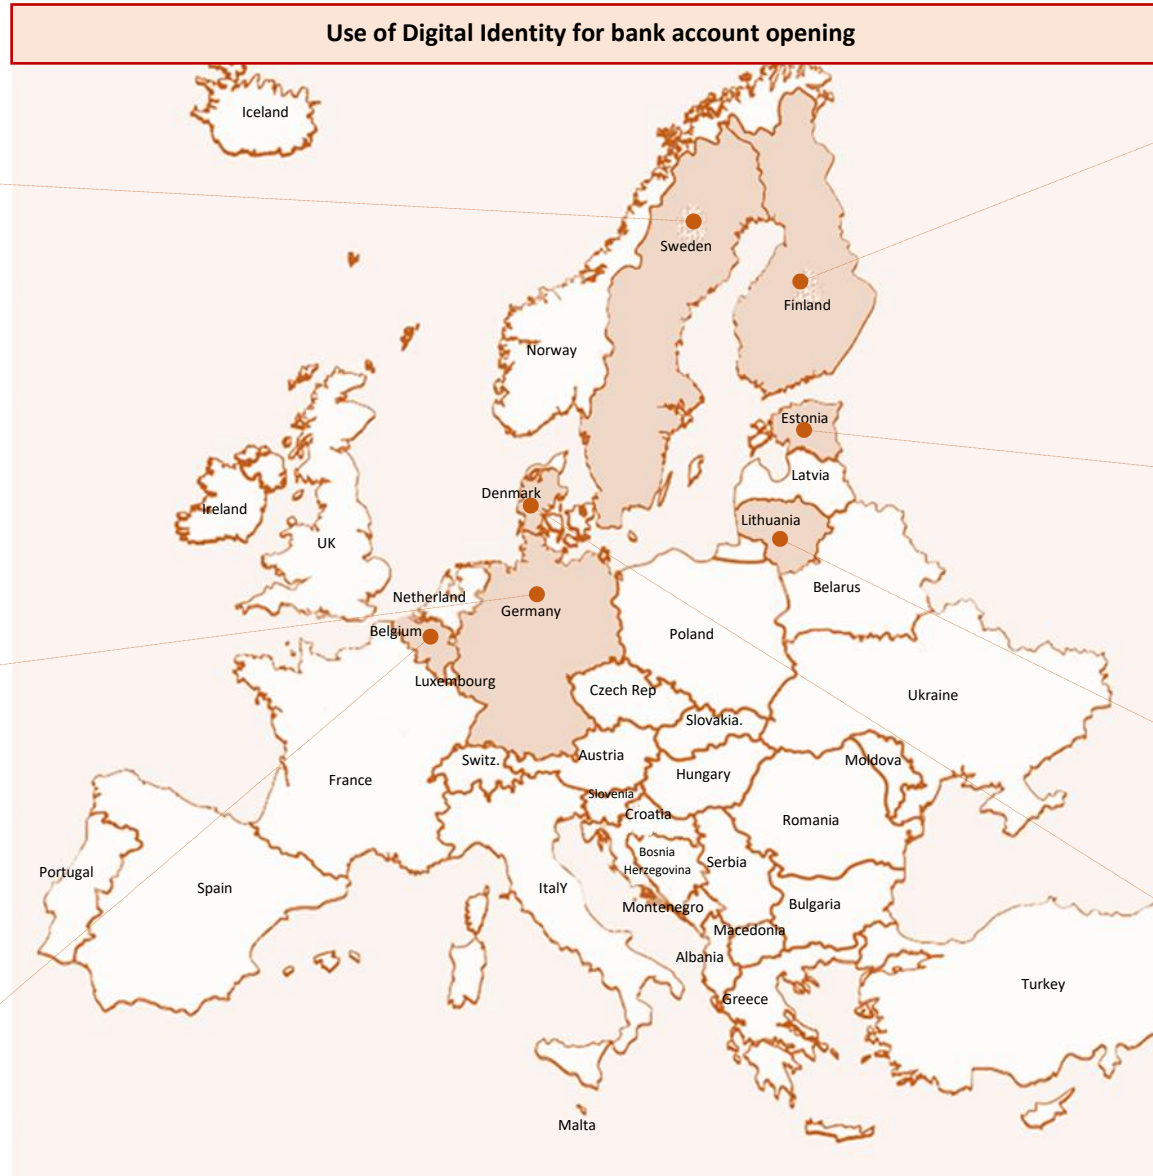 Use of Digital Identity for bank account opening
Iceland
Sweden
Finland
Norway
Estonia
Latvia
Denmark
Ireland
Lithuania
UK
Belarus
Netherland
Germany
Belgium
Poland
Luxembourg
Czech Rep
Ukraine
Slovakia.
Austria
Switz.
Moldova
Hungary
France
Slovenia
Croatia
Romania
Bosnia
Herzegovina
Serbia
Portugal
Spain
ItalY
Bulgaria
Montenegro
Macedonia
Albania
Turkey
Greece
Malta